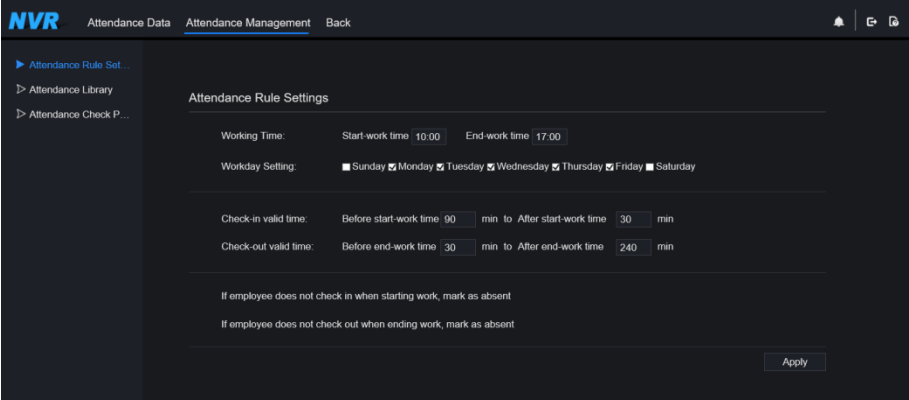 NVR Attendance Data Attendance Management Back
Attendance Rule Set...
Attendance Library
Attendance Check P...
Attendance Rule Settings
Working Time: Start-work time 10:00 End-work time 17:00
Workday Setting: Sunday Monday Tuesday Wednesday Thursday Friday Saturday
Check-in valid time: Before start-work time 90 min to After start-work time 30 min
Check-out valid time: Before end-work time 30 min to After end-work time 240 min
If employee does not check in when starting work, mark as absent
If employee does not check out when ending work, mark as absent
Apply